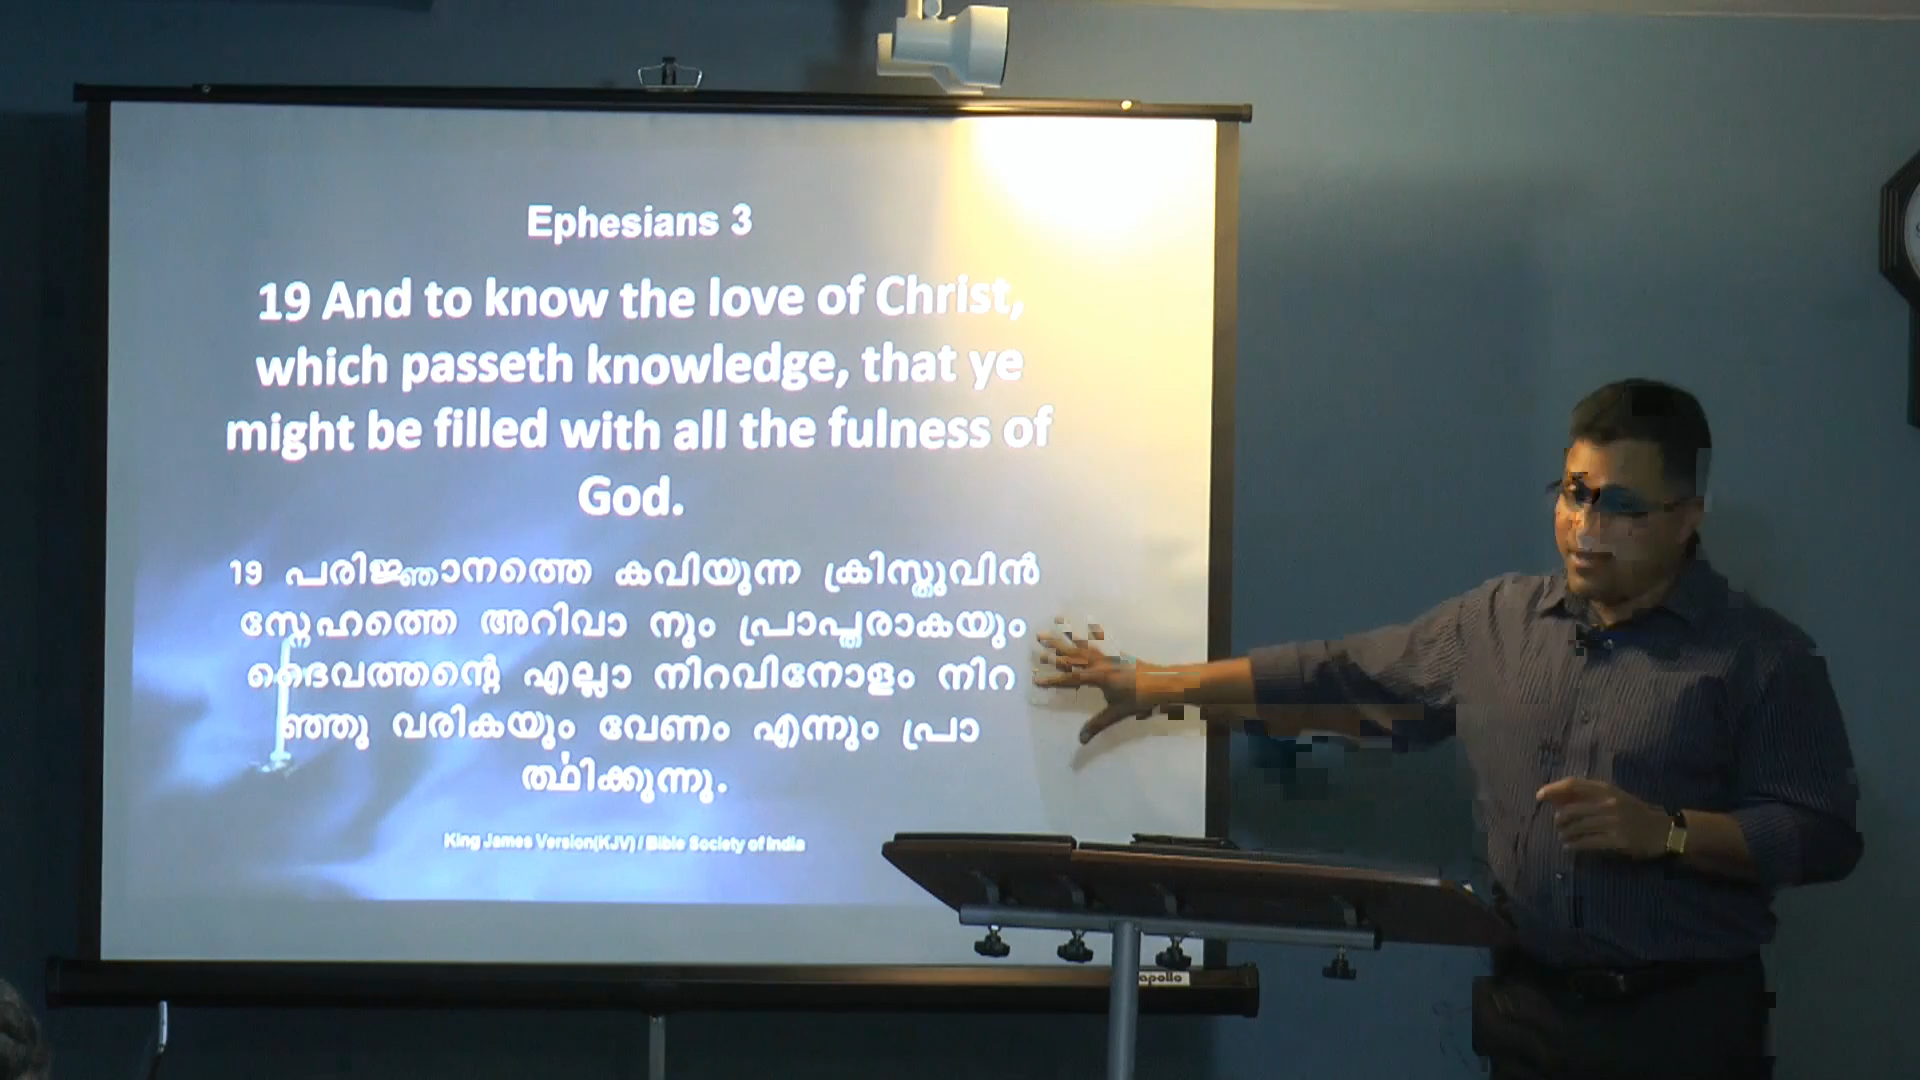 Ephesians 3
19 And to know the love of Christ,
which passeth knowledge, that ye
might be filled with all the fulness of
God.
19 പരിജ്ഞാനത്തെ കവിയുന്ന ക്രിസ്തുവിൻ
സ്നേഹത്തെ അറിവാ നും പ്രാപ്തരാകയും
ദൈവത്തന്റെ എല്ലാ നിറവിനോളം നിറ
ഞ്ഞു വരികയും വേണം എന്നും പ്രാ
ർത്ഥിക്കുന്നൂ.
King James Version(KJV) / Bible Society of India
apollo